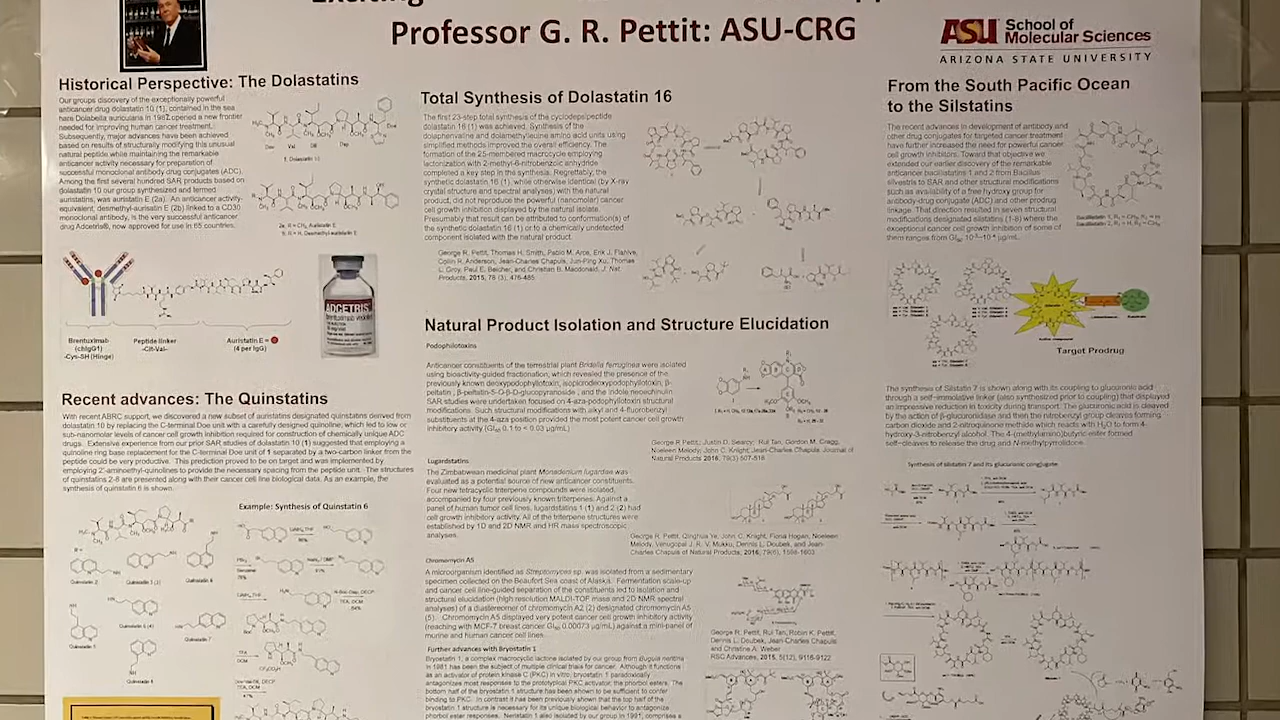 Professor G. R. Pettit: ASU-CRG
ASU School of
Molecular Sciences
ARIZONA STATE UNIVERSITY
Historical Perspective: The Dolastatins
Our groups discovery of the exceptionally powerful
anticancer drug dolastatin 10 (1), contained in the sea
hare Dolabella auricularia in 1987 opened a new frontier
needed for improving human cancer treatment.
Subsequently, major advances have been achieved
based on results of structurally modifying this unusual
natural peptide while maintaining the remarkable
anticancer activity necessary for preparation of
successful monoclonal antibody drug conjugates (ADC).
Among the first several hundred SAR products based on
dolastatin 10 our group synthesized and termed
auristatins, was auristatin E (2a). An anticancer activity-
equivalent, desmethyl-auristatin E (2b) linked to a CD30
monoclonal antibody, is the very successful anticancer
drug Adcetris®, now approved for use in 65 countries.
1. Dolastatin 10
2a, R = CH₃ Auristatin E
b, R = H, Desmethyl-auristatin E
ADCETRIS
Brentuximab
(chIgG1)
-Cys-SH (Hinge)
Peptide linker
-Cit-Val-
Auristatin E =
(4 per IgG)
Recent advances: The Quinstatins
With recent ABRC support, we discovered a new subset of auristatins designated quinstatins derived from
dolastatin 10 by replacing the C-terminal Doe unit with a carefully designed quinoline, which led to low or
sub-nanomolar levels of cancer cell growth inhibition required for construction of chemically unique ADC
drugs. Extensive experience from our prior SAR studies of dolastatin 10 (1) suggested that employing a
quinoline ring base replacement for the C-terminal Doe unit of 1 separated by a two-carbon linker from the
peptide could be very productive. This prediction proved to be on target and was implemented by
employing 2'-aminoethyl-quinolines to provide the necessary spacing from the peptide unit. The structures
of quinstatins 2-8 are presented along with their cancer cell line biological data. As an example, the
synthesis of quinstatin 6 is shown.
Example: Synthesis of Quinstatin 6
Quinstatin 2
Quinstatin 3 (3)
Quinstatin 4
Quinstatin 5
Quinstatin 6 (4)
Quinstatin 7
Quinstatin 8
Total Synthesis of Dolastatin 16
The first 23-step total synthesis of the cyclodepsipeptide
dolastatin 16 (1) was achieved. Synthesis of the
dolaphenvaline and dolamethylleucine amino acid units using
simplified methods improved the overall efficiency. The
formation of the 25-membered macrocycle employing
lactonization with 2-methyl-6-nitrobenzoic anhydride
completed a key step in the synthesis. Regrettably, the
synthetic dolastatin 16 (1), while otherwise identical (by X-ray
crystal structure and spectral analyses) with the natural
product, did not reproduce the powerful (nanomolar) cancer
cell growth inhibition displayed by the natural isolate.
Presumably that result can be attributed to conformation(s) of
the synthetic dolastatin 16 (1) or to a chemically undetected
component isolated with the natural product.
George R. Pettit, Thomas H. Smith, Pablo M. Arce, Erik J. Flahive,
Collin R. Anderson, Jean-Charles Chapuis, Jun-Ping Xu, Thomas
L. Groy, Paul E. Belcher, and Christian B. Macdonald, J. Nat.
Products, 2015, 78 (3), 476-485
Natural Product Isolation and Structure Elucidation
Podophilotoxins
Anticancer constituents of the terrestrial plant Bridelia ferruginea were isolated
using bioactivity-guided fractionation, which revealed the presence of the
previously known deoxypodophyllotoxin, isopicrodeoxypodophyllotoxin, β-
peltatin, β-peltatin-5-O-β-D-glucopyranoside, and the indole neoechinulin.
SAR studies were undertaken focused on 4-aza-podophyllotoxin structural
modifications. Such structural modifications with alkyl and 4-fluorobenzyl
substituents at the 4-aza position provided the most potent cancer cell growth
inhibitory activity (GI₅₀ 0.1 to < 0.03 μg/mL)
George R Pettit, Justin D. Searcy, Rui Tan, Gordon M. Cragg,
Noeleen Melody, John C. Knight, Jean-Charles Chapuis Journal of
Natural Products 2016, 79(3) 507-518
Lugardstatins
The Zimbabwean medicinal plant Monadenium lugardae was
evaluated as a potential source of new anticancer constituents.
Four new tetracyclic triterpene compounds were isolated,
accompanied by four previously known triterpenes. Against a
panel of human tumor cell lines, lugardstatins 1 (1) and 2 (2) had
cell growth inhibitory activity. All of the triterpene structures were
established by 1D and 2D NMR and HR mass spectroscopic
analyses.
George R. Pettit, Qinghua Ye, John C. Knight, Fiona Hogan, Noeleen
Melody, Venugopal J. R. V. Mukku, Dennis L. Doubek, and Jean-
Charles Chapuis of Natural Products, 2016, 79(6), 1598-1603
Chromomycin A5
A microorganism identified as Streptomyces sp. was isolated from a sedimentary
specimen collected on the Beaufort Sea coast of Alaska. Fermentation scale-up
and cancer cell line-guided separation of the constituents led to isolation and
structural elucidation (high resolution MALDI-TOF mass and 2D NMR spectral
analyses) of a diastereomer of chromomycin A2 (2) designated chromomycin A5
(5). Chromomycin A5 displayed very potent cancer cell growth inhibitory activity
(reaching with MCF-7 breast cancer GI₅₀ 0.00073 μg/mL) against a mini-panel of
murine and human cancer cell lines.
George R. Pettit, Rui Tan, Robin K. Pettit,
Dennis L. Doubek, Jean-Charles Chapuis
and Christine A. Weber
RSC Advances, 2015, 5(12), 9116-9122
Further advances with Bryostatin 1
Bryostatin 1, a complex macrocyclic lactone isolated by our group from Bugula neritina
in 1981 has been the subject of multiple clinical trials for cancer. Although it functions
as an activator of protein kinase C (PKC) in vitro, bryostatin 1 paradoxically
antagonizes most responses to the prototypical PKC activator, the phorbol esters. The
bottom half of the bryostatin 1 structure has been shown to be sufficient to confer
binding to PKC. In contrast it has been previously shown that the top half of the
bryostatin 1 structure is necessary for its unique biological behavior to antagonize
phorbol ester responses. Neristatin 1 also isolated by our group in 1991, comprises a
From the South Pacific Ocean
to the Silstatins
The recent advances in development of antibody and
other drug conjugates for targeted cancer treatment
have further increased the need for powerful cancer
cell growth inhibitors. Toward that objective we
extended our earlier discovery of the remarkable
anticancer bacillistatins 1 and 2 from Bacillus
silvestris to SAR and other structural modifications
such as availability of a free hydroxy group for
antibody-drug conjugate (ADC) and other prodrug
linkage. That direction resulted in seven structural
modifications designated silstatins (1-8) where the
exceptional cancer cell growth inhibition of some of
them ranges from GI₅₀ 10⁻³-10⁻⁴ μg/mL.
Target Prodrug
The synthesis of Silstatin 7 is shown along with its coupling to glucuronic acid
through a self-immolative linker (also synthesized prior to coupling) that displayed
an impressive reduction in toxicity during transport. The glucuronic acid is cleaved
by the action of β-glucuronidase and then the nitrobenzyl group cleaves forming
carbon dioxide and 2-nitroquinone methide which reacts with H₂O to form 4-
hydroxy-3-nitrobenzyl alcohol. The 4-(methylamino)butyric ester formed
self-cleaves to release the drug and N-methylpyrrolidone.
Synthesis of silstatin 7 and its glucuronic conjugate